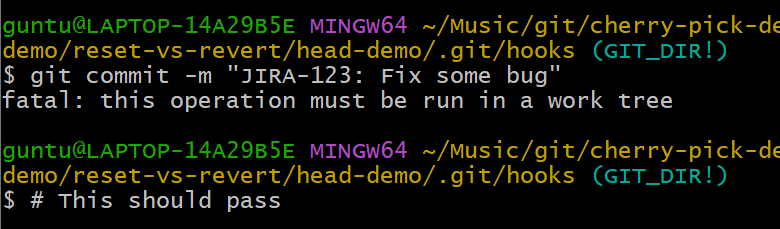 guntu@LAPTOP-14A29B5E MINGW64 ~/Music/git/cherry-pick-de
demo/reset-vs-revert/head-demo/.git/hooks (GIT_DIR!)
$ git commit -m "JIRA-123: Fix some bug"
fatal: this operation must be run in a work tree
guntu@LAPTOP-14A29B5E MINGW64 ~/Music/git/cherry-pick-de
demo/reset-vs-revert/head-demo/.git/hooks (GIT_DIR!)
$ # This should pass